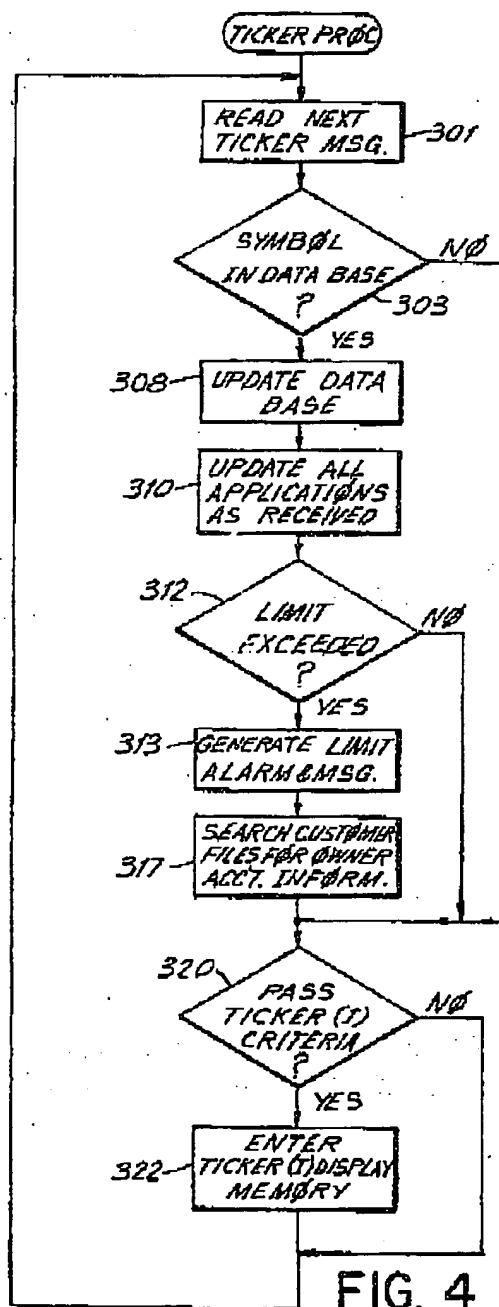 TICKER PRØC
READ NEXT
TICKER MSG.
301
SYMBØL
IN DATA BASE
?
NØ
303
YES
308
UPDATE DATA
BASE
310
UPDATE ALL
APPLICATIØNS
AS RECEIVED
312
LIMIT
EXCEEDED
?
NØ
YES
313
GENERATE LIMIT
ALARM & MSG.
317
SEARCH CUSTØMER
FILES FØR ØWNER
ACCT. INFØRM.
320
PASS
TICKER (I)
CRITERIA
?
NØ
YES
322
ENTER
TICKER (I) DISPLAY
MEMØRY
FIG. 4